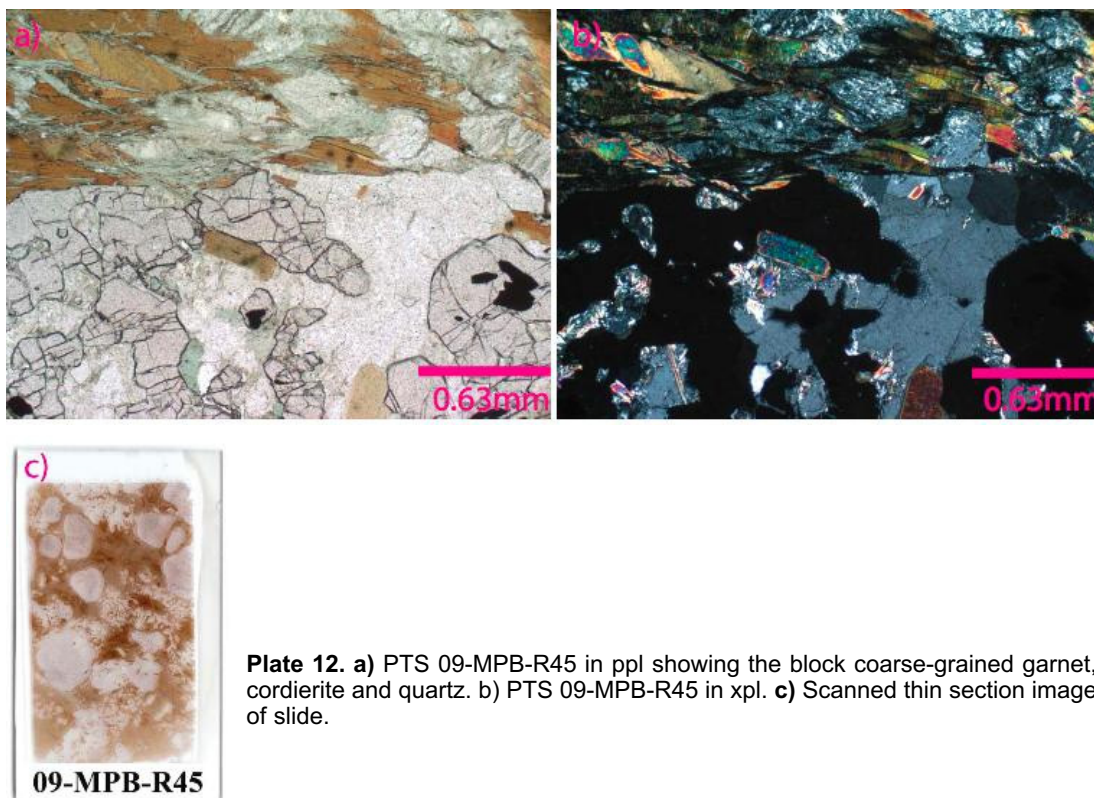 a)
b)
0.63mm
0.63mm
c)
Plate 12. a) PTS 09-MPB-R45 in ppl showing the block coarse-grained garnet,
cordierite and quartz. b) PTS 09-MPB-R45 in xpl. c) Scanned thin section image
of slide.
09-MPB-R45